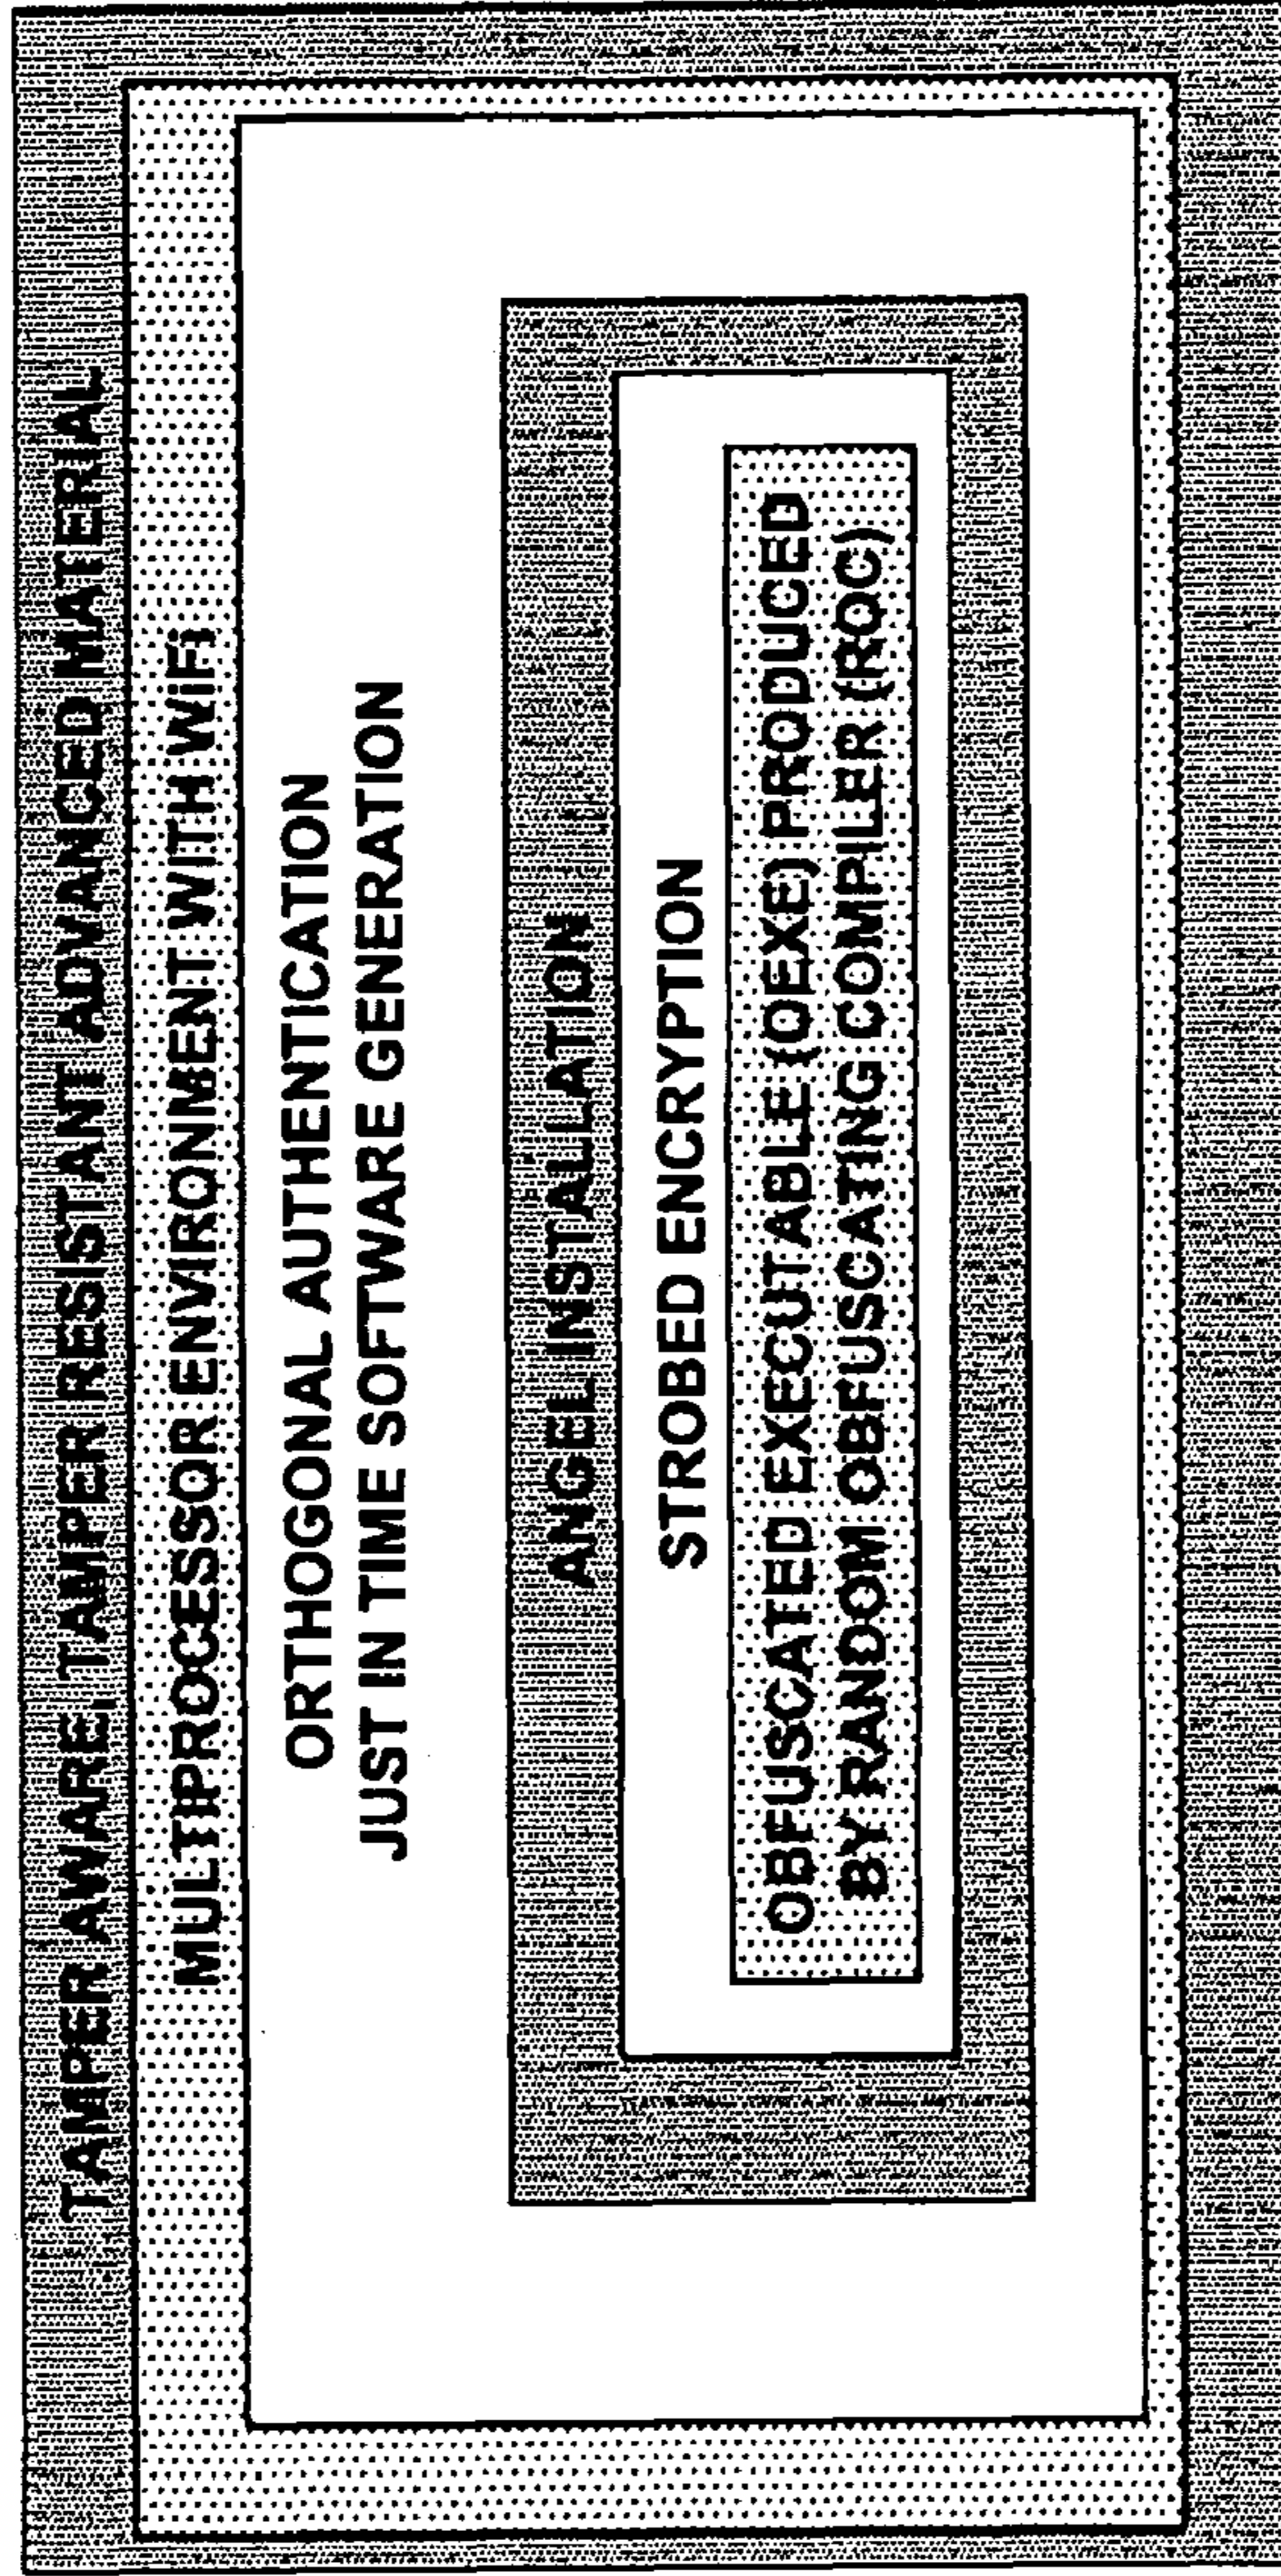 TAMPER AWARE, TAMPER RESISTANT ADVANCED MATERIAL
MULTIPROCESSOR ENVIRONMENT WITH WiFi
ORTHOGONAL AUTHENTICATION
JUST IN TIME SOFTWARE GENERATION
ANGEL INSTALLATION
STROBED ENCRYPTION
OBFUSCATED EXECUTABLE (OEXE) PRODUCED
BY RANDOM OBFUSCATING COMPILER (ROC)